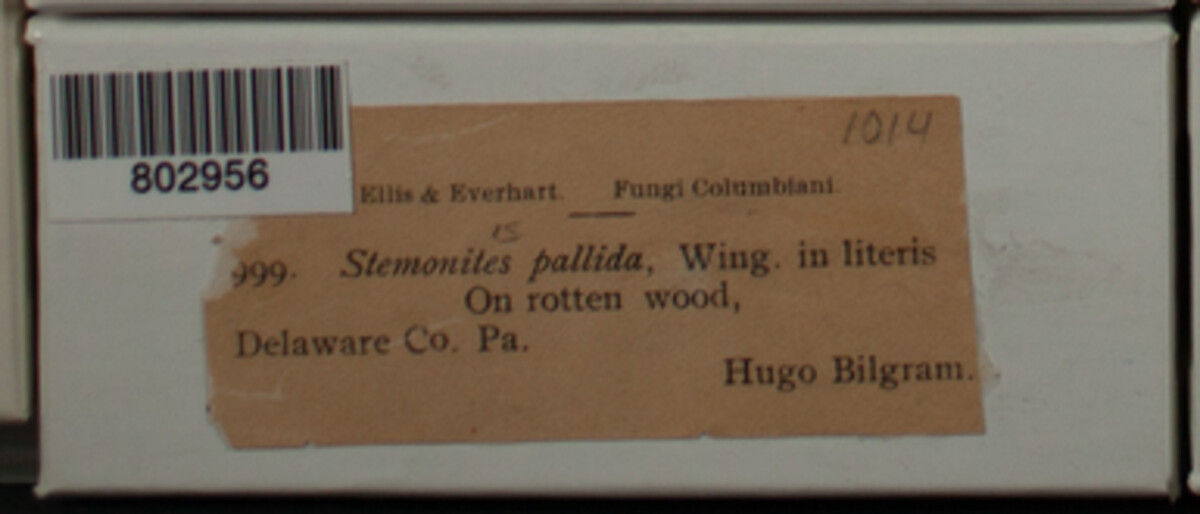 1014
802956
Ellis & Everhart. Fungi Columbiani.
is
999. Stemonites pallida, Wing. in literis
On rotten wood,
Delaware Co. Pa.
Hugo Bilgram.